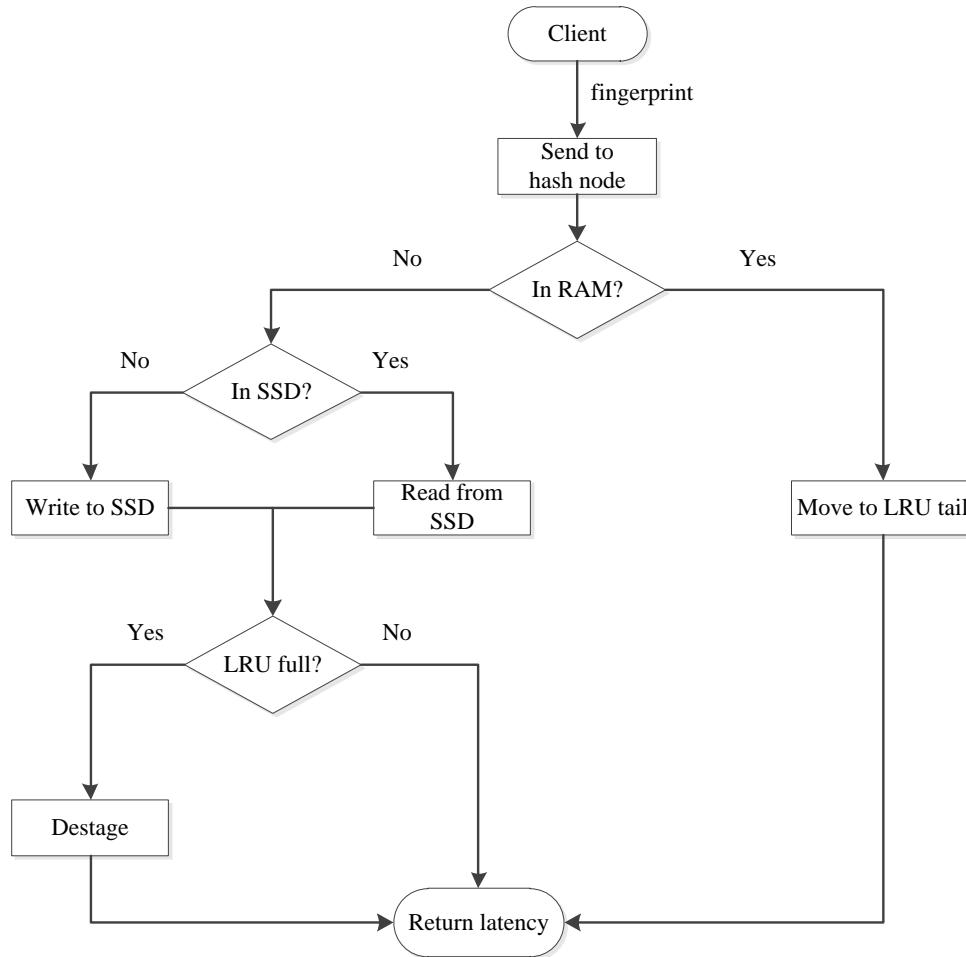 Client
fingerprint
Send to
hash node
No
Yes
In RAM?
No
Yes
In SSD?
Write to SSD
Read from
SSD
Move to LRU tail
Yes
No
LRU full?
Destage
Return latency